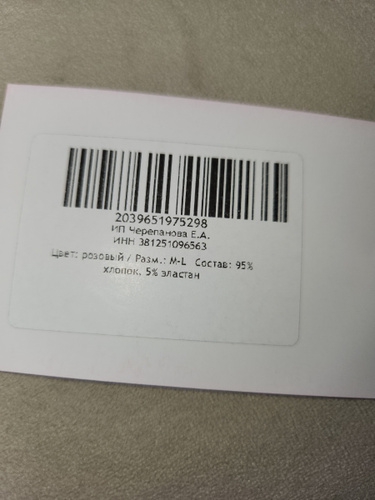 2039651975298
ИП Черепанова Е.А.
ИНН 381251096563
Цвет: розовый / Разм.: M-L Состав: 95%
хлопок, 5% эластан